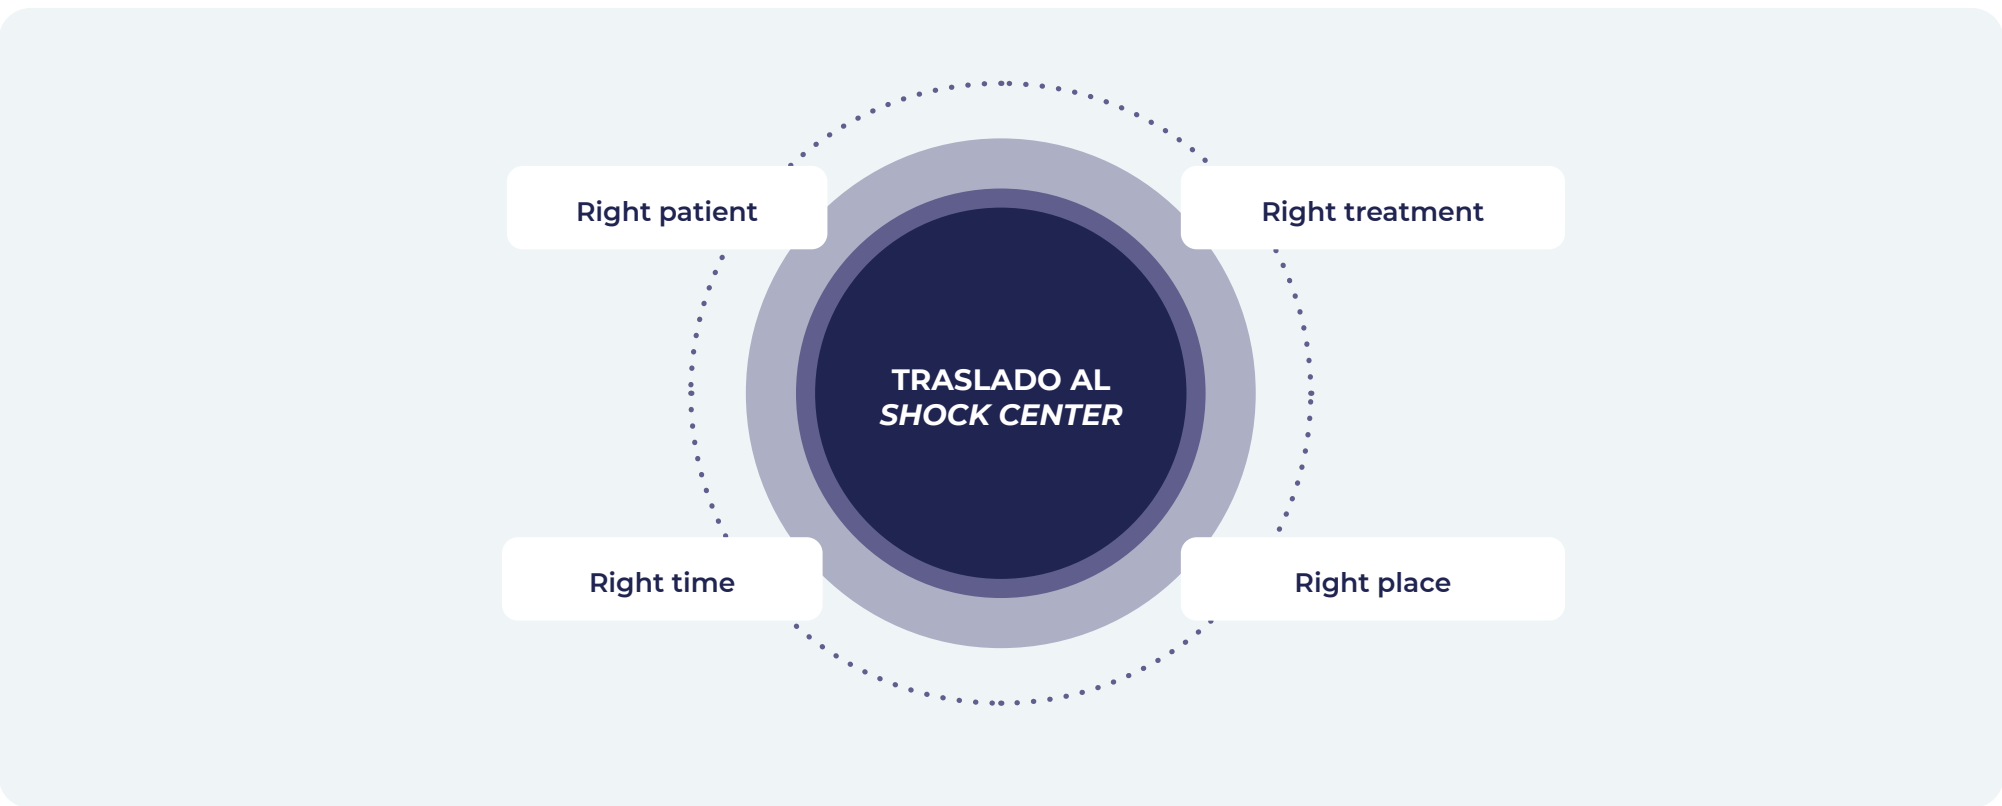 Right patient
Right treatment
TRASLADO AL
SHOCK CENTER
Right time
Right place